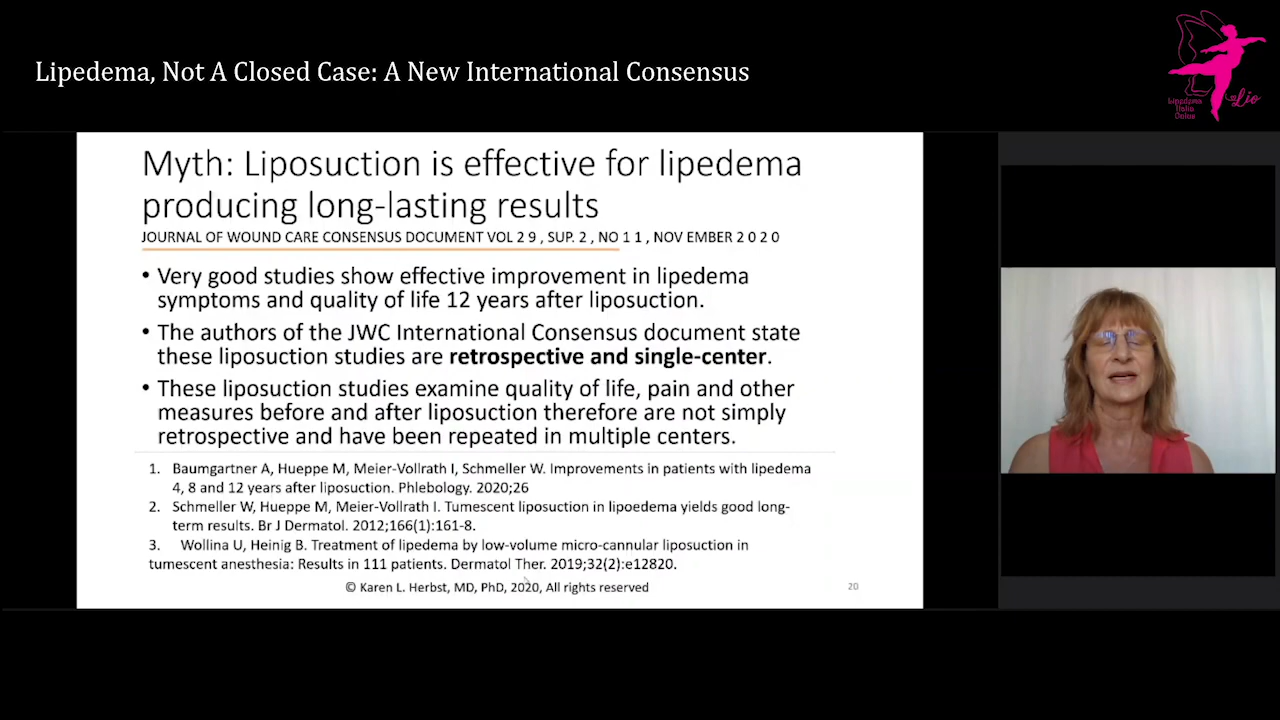 Lipedema, Not A Closed Case: A New International Consensus
Lipedema
Italia
Onlus
Lio
Myth: Liposuction is effective for lipedema
producing long-lasting results
JOURNAL OF WOUND CARE CONSENSUS DOCUMENT VOL 2 9 , SUP. 2 , NO 1 1 , NOV EMBER 2 0 2 0
• Very good studies show effective improvement in lipedema
symptoms and quality of life 12 years after liposuction.
• The authors of the JWC International Consensus document state
these liposuction studies are retrospective and single-center.
• These liposuction studies examine quality of life, pain and other
measures before and after liposuction therefore are not simply
retrospective and have been repeated in multiple centers.
1. Baumgartner A, Hueppe M, Meier-Vollrath I, Schmeller W. Improvements in patients with lipedema
4, 8 and 12 years after liposuction. Phlebology. 2020;26
2. Schmeller W, Hueppe M, Meier-Vollrath I. Tumescent liposuction in lipoedema yields good long-
term results. Br J Dermatol. 2012;166(1):161-8.
3. Wollina U, Heinig B. Treatment of lipedema by low-volume micro-cannular liposuction in
tumescent anesthesia: Results in 111 patients. Dermatol Ther. 2019;32(2):e12820.
© Karen L. Herbst, MD, PhD, 2020, All rights reserved
20